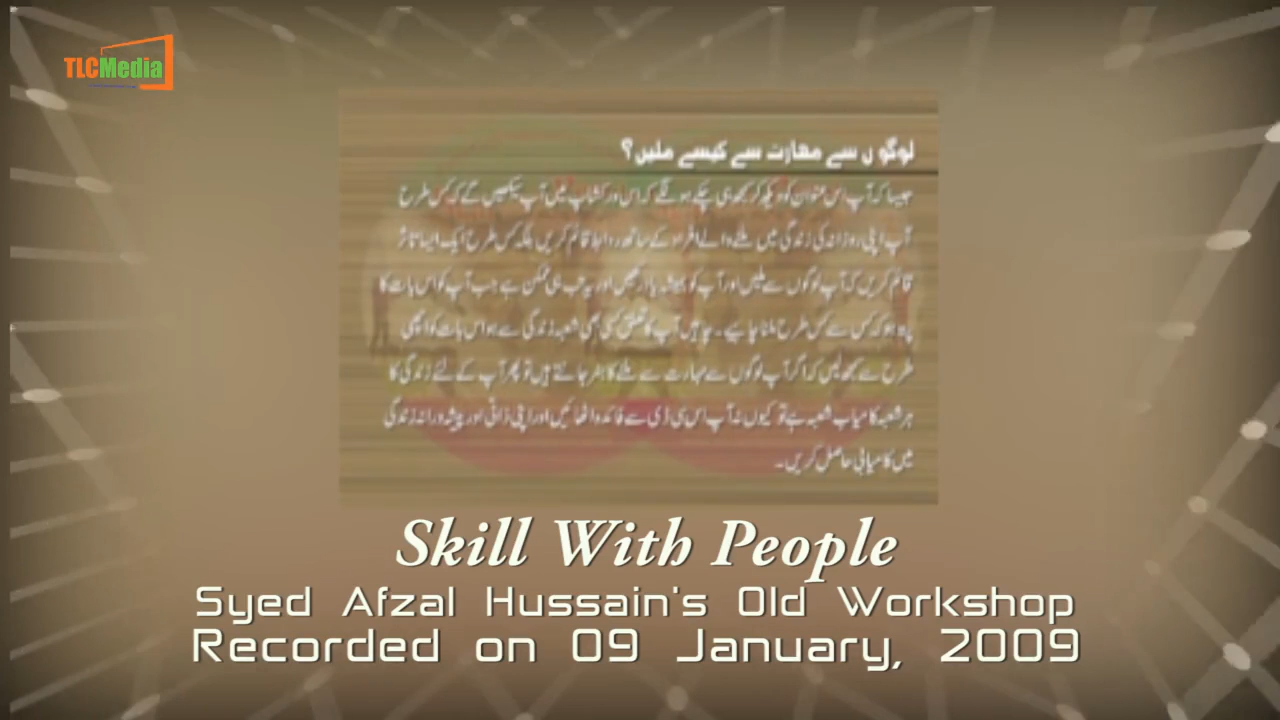 TLCMedia
لوگو ں سے مہارت سے کیسے ملیں؟
جیسا کہ آپ اس عنوان کو دیکھ کر سمجھ ہی چکے ہونگے کہ اس ورکشاپ میں آپ سیکھیں گے کہ کس طرح
آپ اپنی روزانہ کی زندگی میں ملنے والے افراد کے ساتھ روابط قائم کریں بلکہ کس طرح ایک ایسا تاثر
قائم کریں کہ آپ لوگوں سے ملیں اور آپ کو ہمیشہ یاد رکھیں اور یہ جب ہی ممکن ہے جب آپ کو اس بات کا
پتہ ہو کہ کس سے کس طرح ملنا چاہیے۔ چاہیں آپ کا تعلق کسی بھی شعبہ زندگی سے ہو اس بات کو اچھی
طرح سے سمجھ لیں کہ اگر آپ لوگوں سے مہارت سے ملنے کا ہنر جانتے ہیں تو پھر آپ کے لئے زندگی کا
ہر شعبہ کامیاب شعبہ ہے تو کیوں نہ آپ اس سی ڈی سے فائدہ اٹھائیں اور اپنی ذاتی اور پیشہ ورانہ زندگی
میں کامیابی حاصل کریں۔
Skill With People
Syed Afzal Hussain's Old Workshop
Recorded on 09 January, 2009